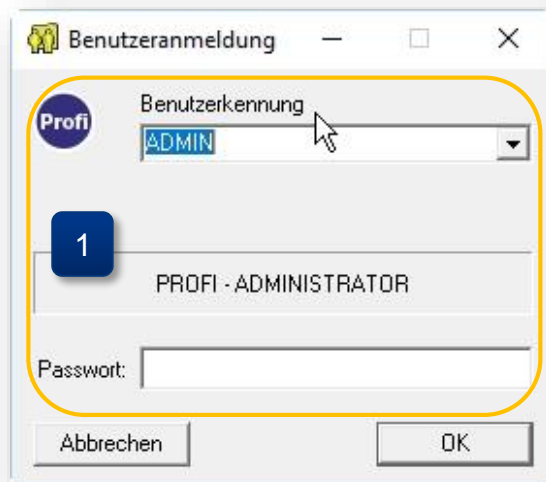 Benutzeranmeldung
Profi
Benutzerkennung
ADMIN
1
PROFI - ADMINISTRATOR
Passwort:
Abbrechen
OK